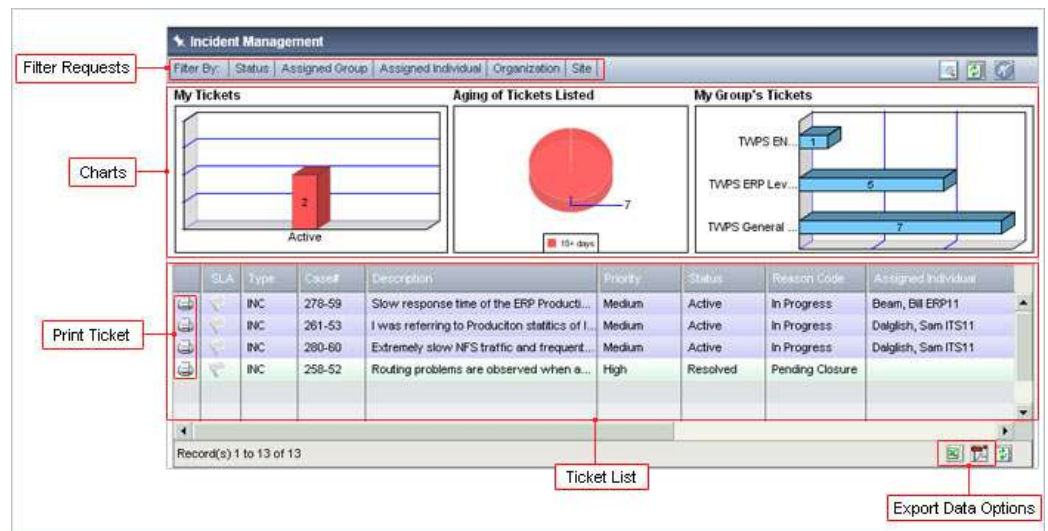 Incident Management
Filter Requests
Filter By: Status Assigned Group Assigned Individual Organization Site
My Tickets Aging of Tickets Listed My Group's Tickets
Charts
2
Active
7
15+ days
TWPS EN... 1
TWPS ERP Lev... 5
TWPS General ... 7
SLA Type Case# Description Priority Status Reason Code Assigned Individual
INC 278-59 Slow response time of the ERP Producti... Medium Active In Progress Beam, Bill ERP11
INC 261-53 I was referring to Produciton statitics of I... Medium Active In Progress Dalglish, Sam ITS11
INC 280-60 Extremely slow NFS traffic and frequent... Medium Active In Progress Dalglish, Sam ITS11
INC 258-52 Routing problems are observed when a... High Resolved Pending Closure
Print Ticket
Record(s) 1 to 13 of 13
Ticket List
Export Data Options